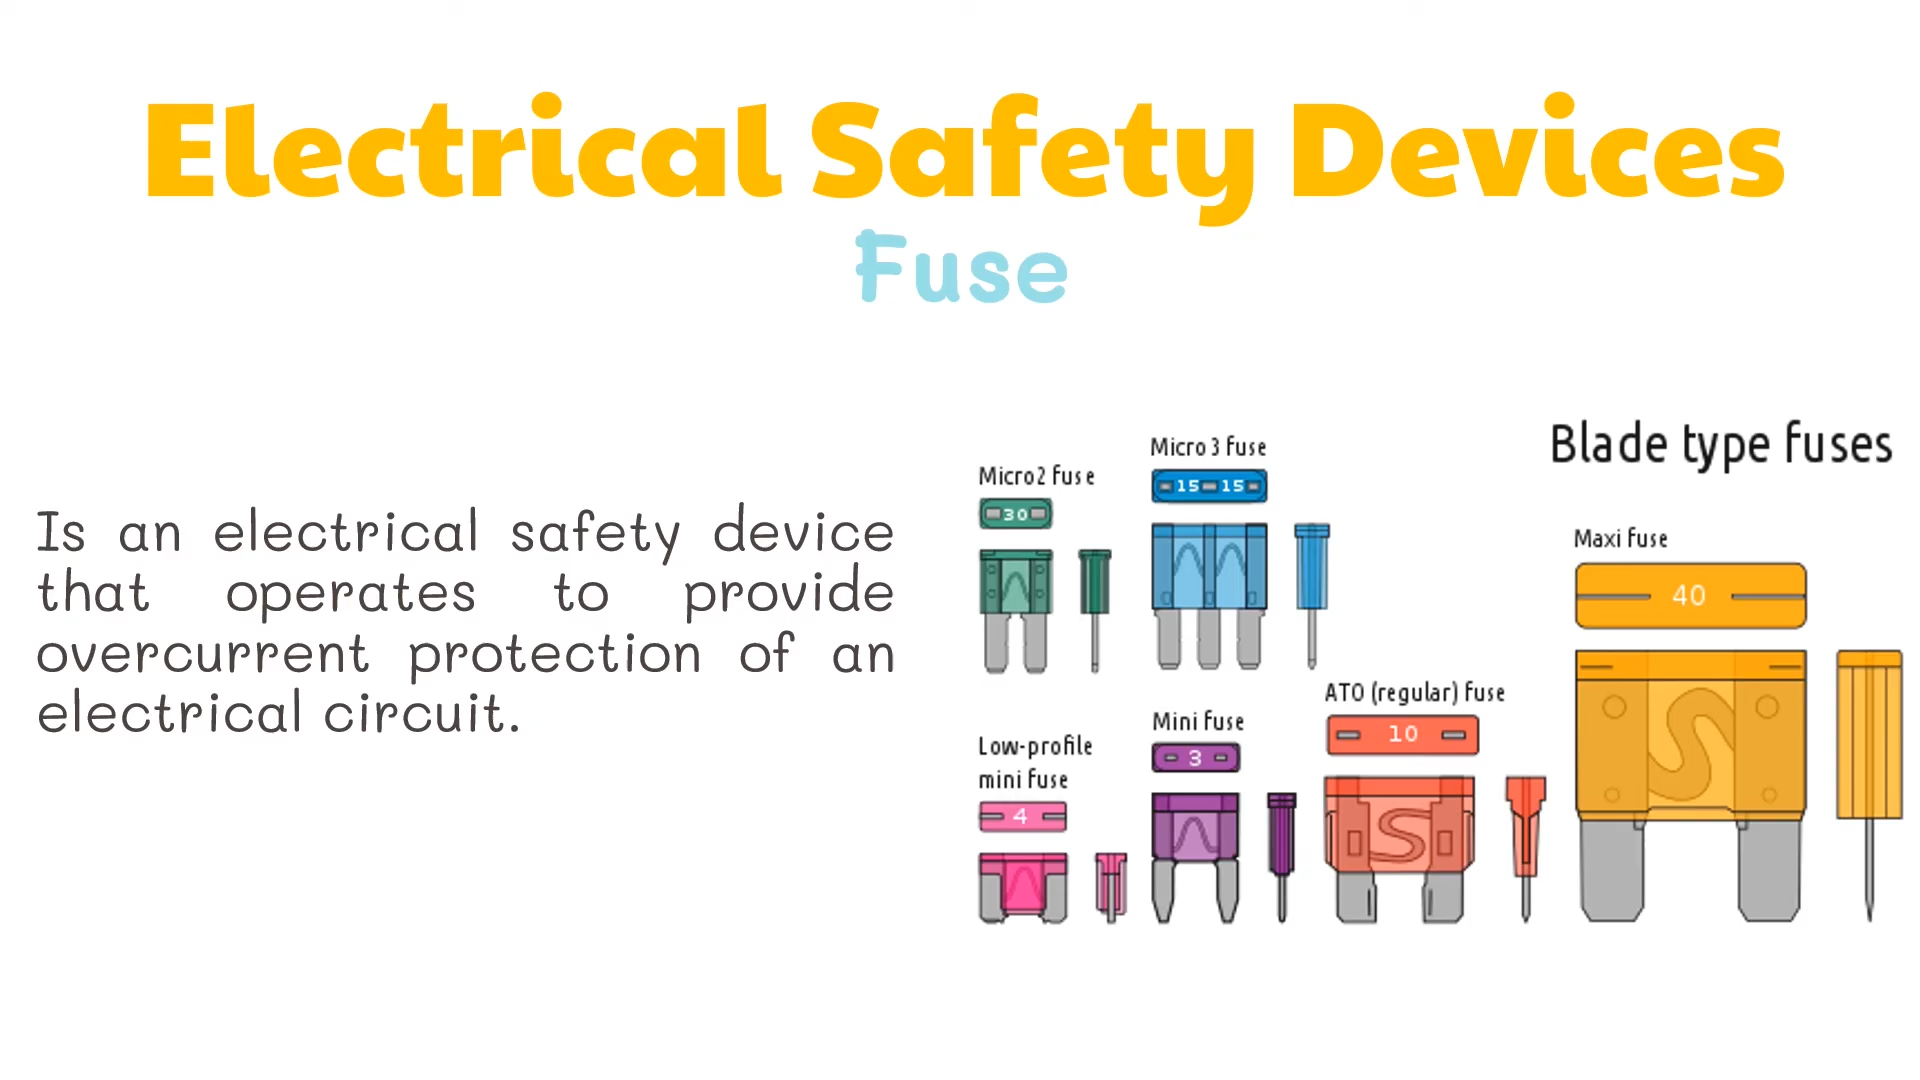 Electrical Safety Devices
Fuse
Is an electrical safety device
that operates to provide
overcurrent protection of an
electrical circuit.
Blade type fuses
Micro2 fuse
30
Micro 3 fuse
15 15
Maxi fuse
40
Low-profile
mini fuse
4
Mini fuse
3
ATO (regular) fuse
10